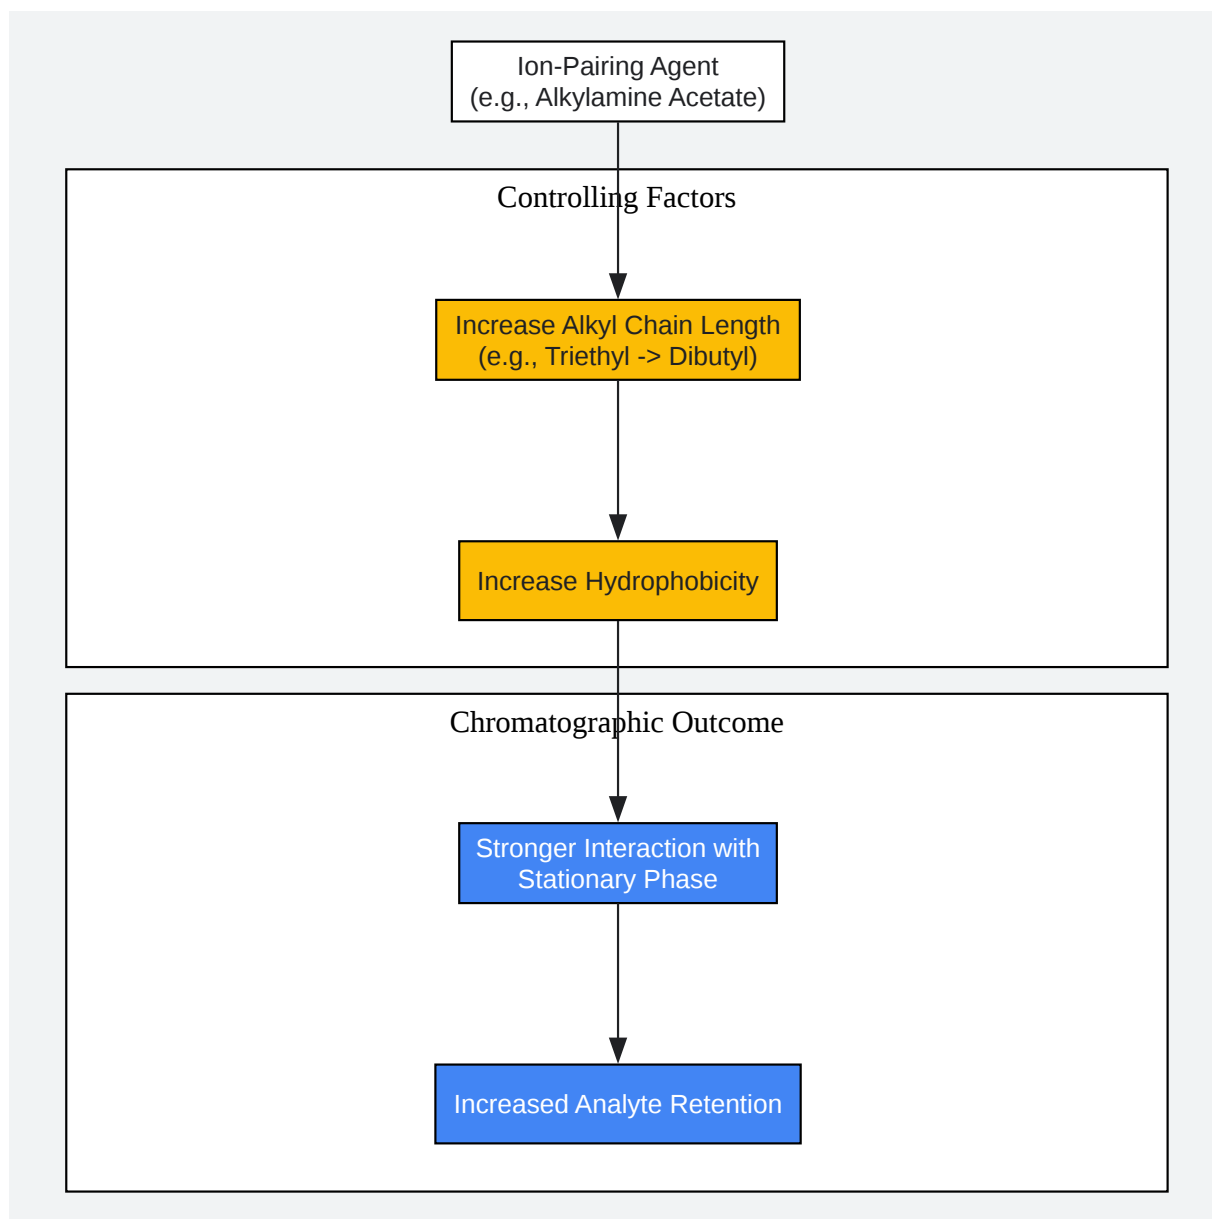 Ion-Pairing Agent
(e.g., Alkylamine Acetate)
Controlling Factors
Increase Alkyl Chain Length
(e.g., Triethyl -> Dibutyl)
Increase Hydrophobicity
Chromatographic Outcome
Stronger Interaction with
Stationary Phase
Increased Analyte Retention